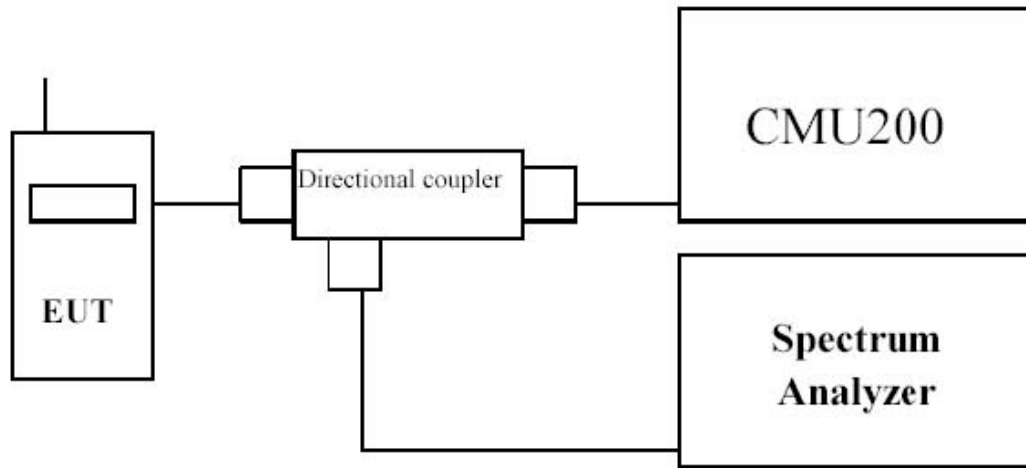 CMU200
Directional coupler
EUT
Spectrum
Analyzer